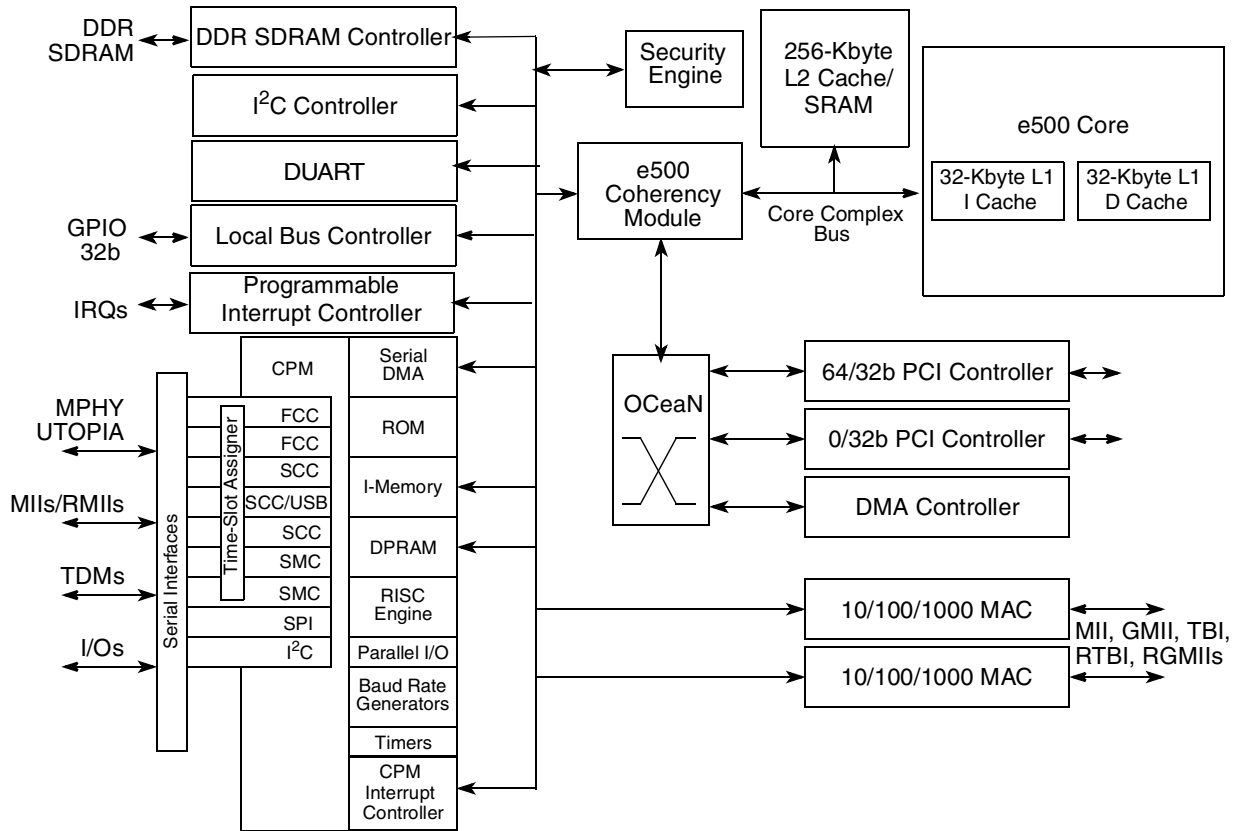 DDR
SDRAM
DDR SDRAM Controller
Security
Engine
256-Kbyte
L2 Cache/
SRAM
e500 Core
32-Kbyte L1
I Cache
32-Kbyte L1
D Cache
I2C Controller
DUART
e500
Coherency
Module
Core Complex
Bus
GPIO
32b
Local Bus Controller
IRQs
Programmable
Interrupt Controller
CPM
Serial
DMA
ROM
I-Memory
DPRAM
RISC
Engine
Parallel I/O
Baud Rate
Generators
Timers
CPM
Interrupt
Controller
MPHY
UTOPIA
MIIs/RMIIs
TDMs
I/Os
Serial Interfaces
Time-Slot Assigner
FCC
FCC
SCC
SCC/USB
SCC
SMC
SMC
SPI
I2C
OCeaN
64/32b PCI Controller
0/32b PCI Controller
DMA Controller
10/100/1000 MAC
10/100/1000 MAC
MII, GMII, TBI,
RTBI, RGMIIs